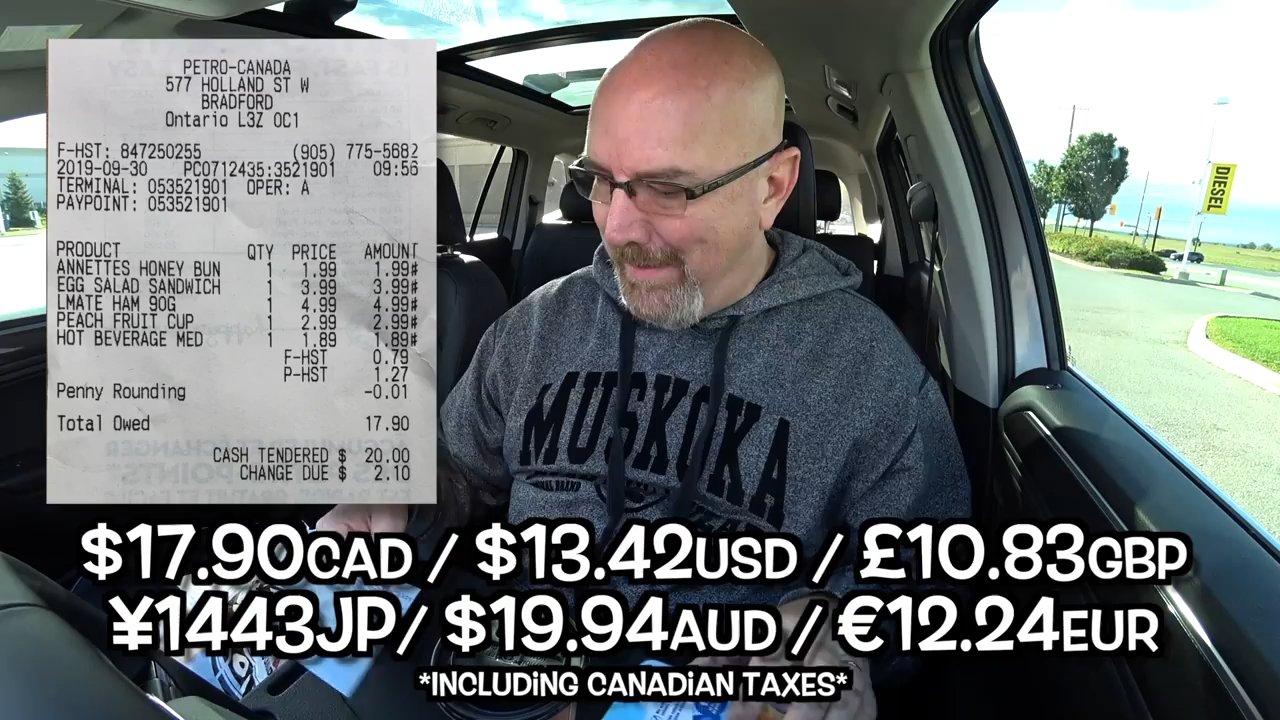 PETRO-CANADA
577 HOLLAND ST W
BRADFORD
Ontario L3Z 0C1
F-HST: 847250255 (905) 775-5682
2019-09-30 PC0712435:3521901 09:56
TERMINAL: 053521901 OPER: A
PAYPOINT: 053521901
PRODUCT QTY PRICE AMOUNT
ANNETTES HONEY BUN 1 1.99 1.99#
EGG SALAD SANDWICH 1 3.99 3.99#
LMATE HAM 90G 1 4.99 4.99#
PEACH FRUIT CUP 1 2.99 2.99#
HOT BEVERAGE MED 1 1.89 1.89#
F-HST 0.79
P-HST 1.27
Penny Rounding -0.01
Total Owed 17.90
CASH TENDERED $ 20.00
CHANGE DUE $ 2.10
DIESEL
MUSKOKA
$17.90CAD / $13.42USD / £10.83GBP
¥1443JP/ $19.94AUD / €12.24EUR
*INCLUDING CANADIAN TAXES*